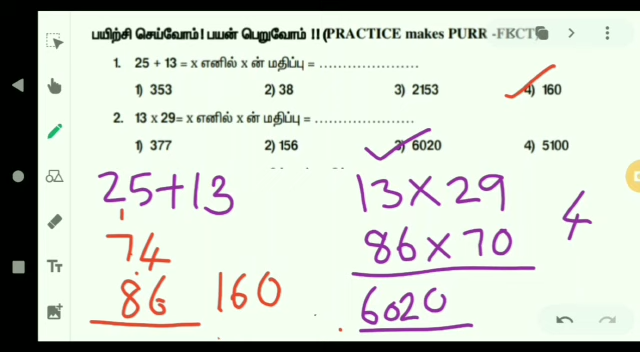 பயிற்சி செய்வோம்! பயன் பெறுவோம் !! (PRACTICE makes PURR -FECT)
1. 25 + 13 = x எனில் x ன் மதிப்பு = .....................
1) 353 2) 38 3) 2153 4) 160
2. 13 x 29= x எனில் x ன் மதிப்பு = .....................
1) 377 2) 156 3) 6020 4) 5100
25+13
1
74
86 160
13×29
86×70
6020
4
Tт